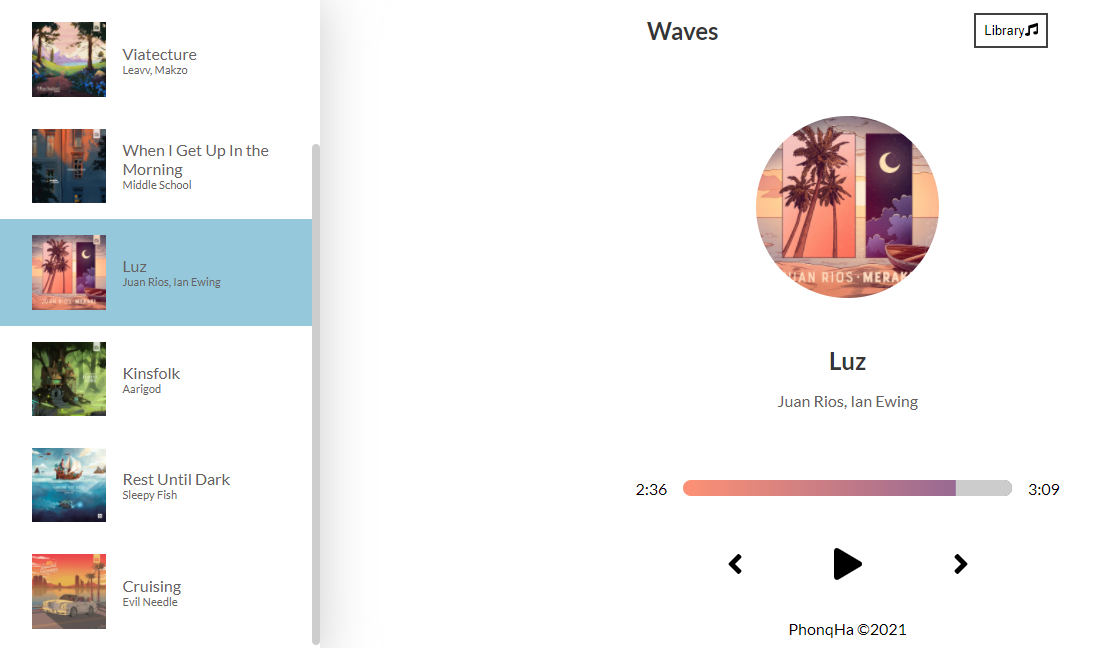 Viatecture
Leavv, Makzo
When I Get Up In the
Morning
Middle School
Luz
Juan Rios, Ian Ewing
Kinsfolk
Aarigod
Rest Until Dark
Sleepy Fish
Cruising
Evil Needle
Waves
Library
JUAN RIOS·MERAK
Luz
Juan Rios, Ian Ewing
2:36
3:09
PhonqHa ©2021